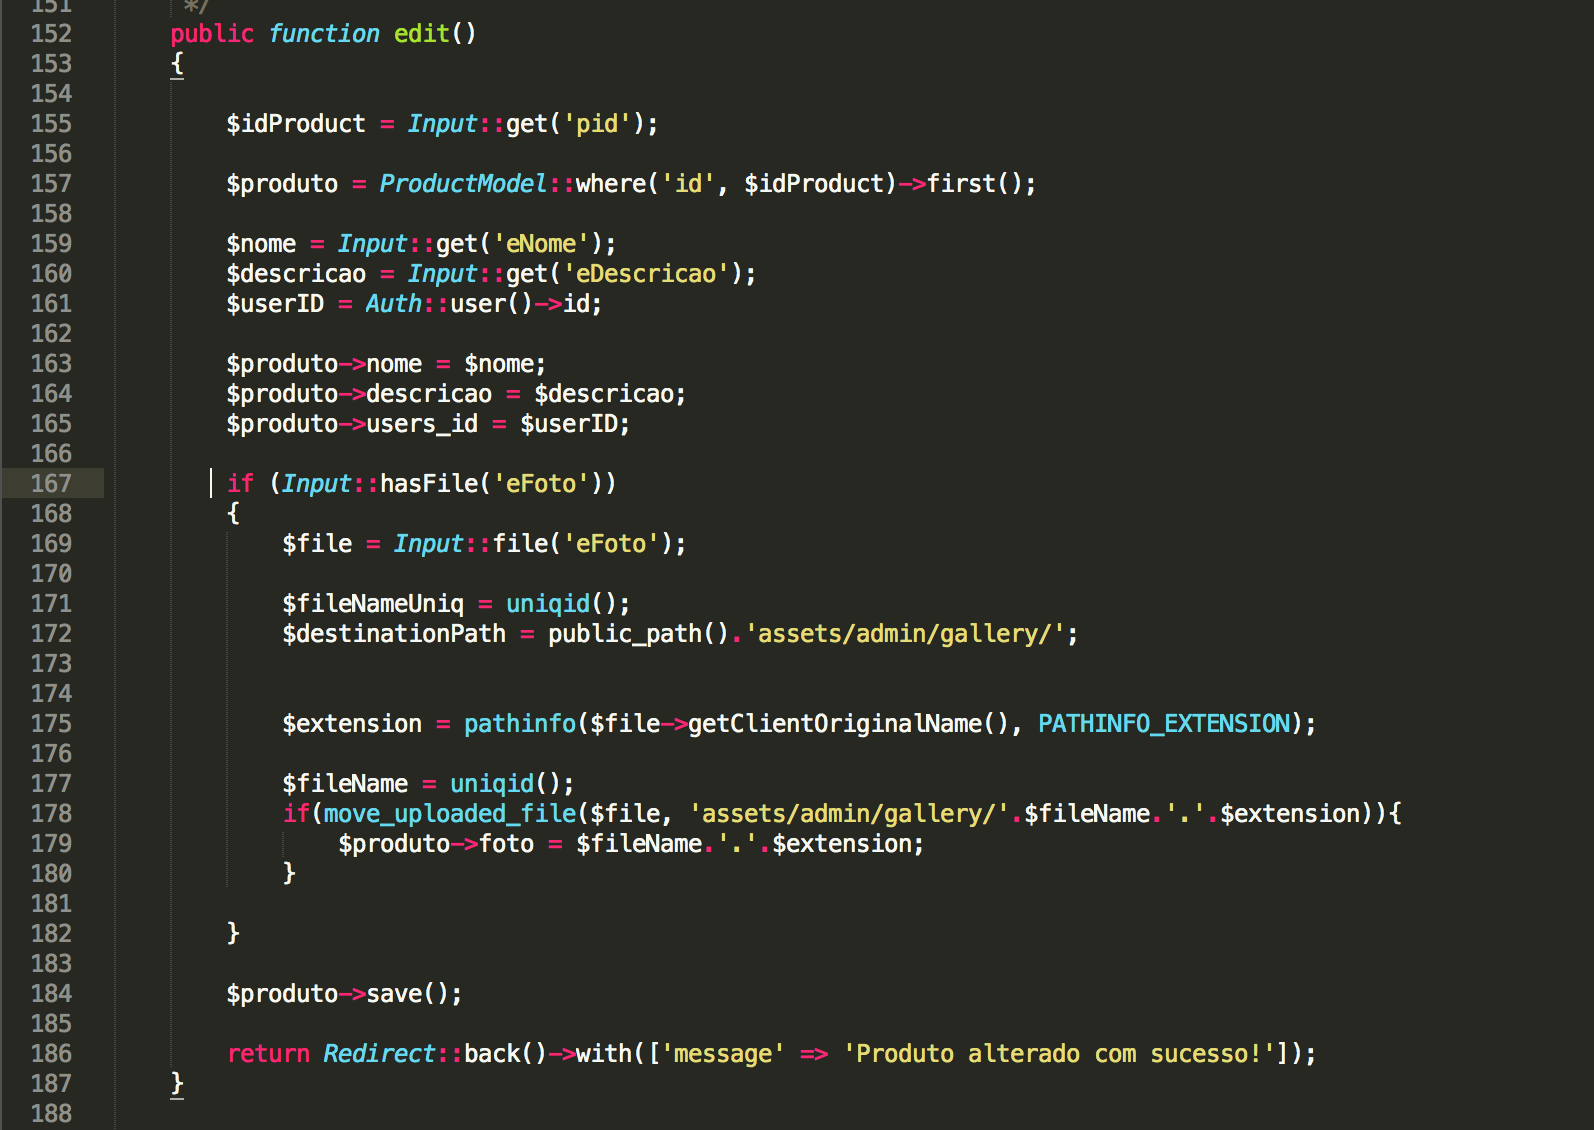 151 */
152 public function edit()
153 {
154
155 $idProduct = Input::get('pid');
156
157 $produto = ProductModel::where('id', $idProduct)->first();
158
159 $nome = Input::get('eNome');
160 $descricao = Input::get('eDescricao');
161 $userID = Auth::user()->id;
162
163 $produto->nome = $nome;
164 $produto->descricao = $descricao;
165 $produto->users_id = $userID;
166
167 if (Input::hasFile('eFoto'))
168 {
169 $file = Input::file('eFoto');
170
171 $fileNameUniq = uniqid();
172 $destinationPath = public_path().'assets/admin/gallery/';
173
174
175 $extension = pathinfo($file->getClientOriginalName(), PATHINFO_EXTENSION);
176
177 $fileName = uniqid();
178 if(move_uploaded_file($file, 'assets/admin/gallery/'.$fileName.'.'.$extension)){
179 $produto->foto = $fileName.'.'.$extension;
180 }
181
182 }
183
184 $produto->save();
185
186 return Redirect::back()->with(['message' => 'Produto alterado com sucesso!']);
187 }
188